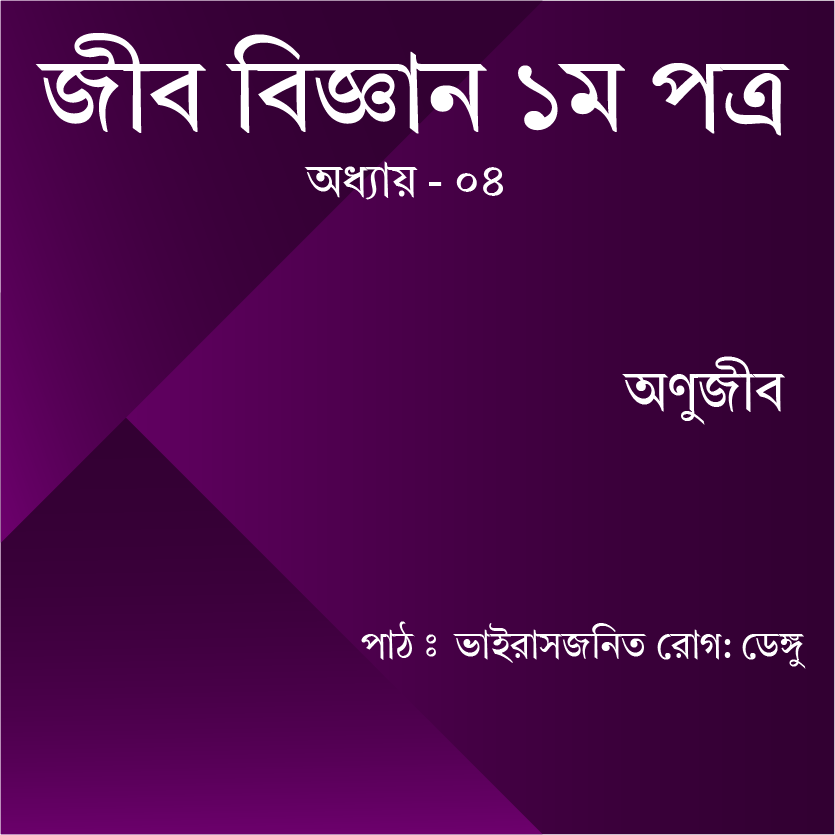 জীব বিজ্ঞান ১ম পত্র
অধ্যায় - ০৪
অণুজীব
পাঠ ঃ ভাইরাসজনিত রোগ: ডেঙ্গু